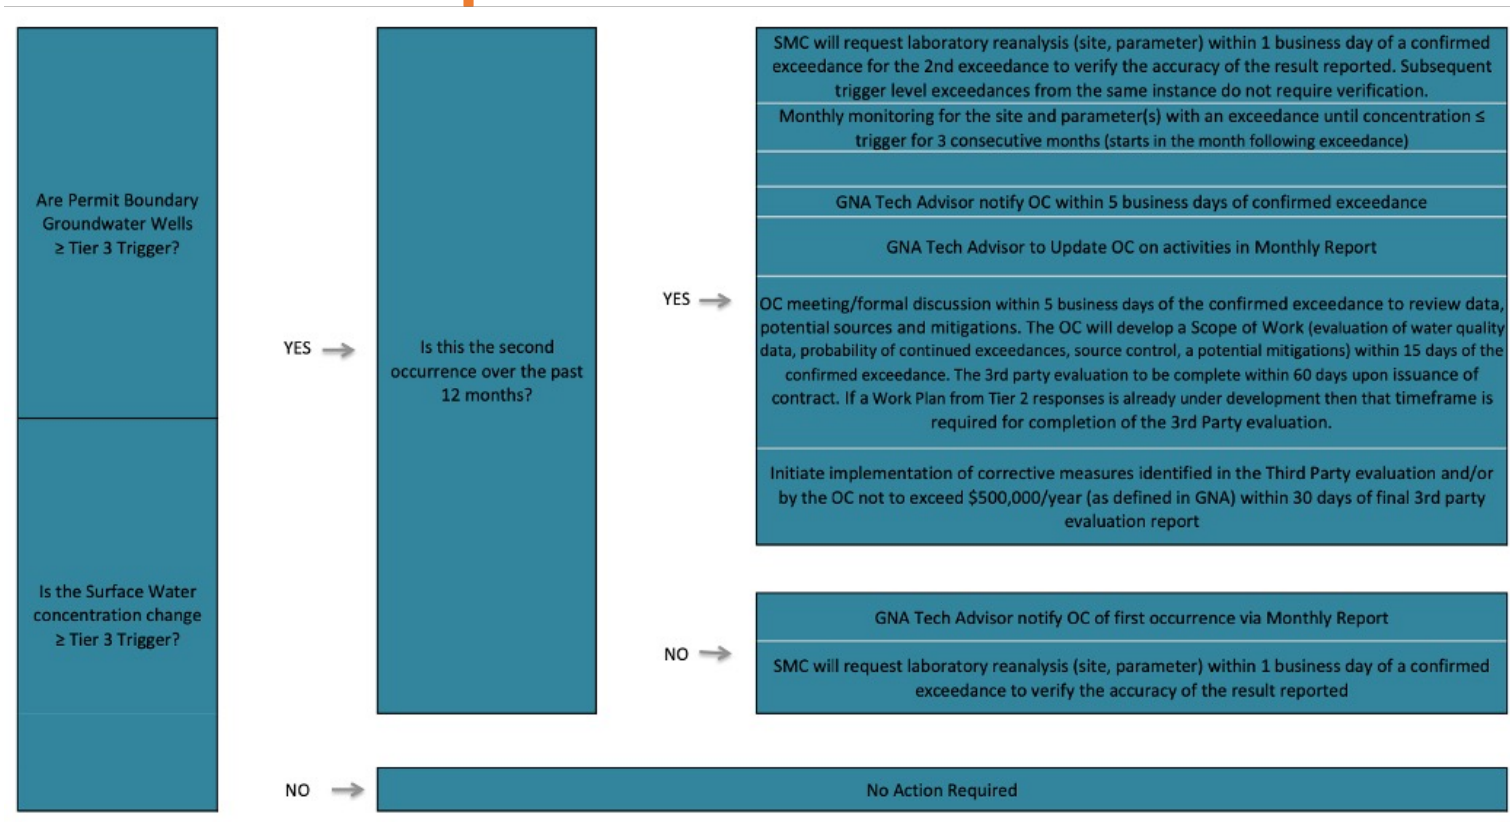 Are Permit Boundary
Groundwater Wells
≥ Tier 3 Trigger?
Is the Surface Water
concentration change
≥ Tier 3 Trigger?
YES
NO
Is this the second
occurrence over the past
12 months?
YES
SMC will request laboratory reanalysis (site, parameter) within 1 business day of a confirmed
exceedance for the 2nd exceedance to verify the accuracy of the result reported. Subsequent
trigger level exceedances from the same instance do not require verification.
Monthly monitoring for the site and parameter(s) with an exceedance until concentration ≤
trigger for 3 consecutive months (starts in the month following exceedance)
GNA Tech Advisor notify OC within 5 business days of confirmed exceedance
GNA Tech Advisor to Update OC on activities in Monthly Report
OC meeting/formal discussion within 5 business days of the confirmed exceedance to review data,
potential sources and mitigations. The OC will develop a Scope of Work (evaluation of water quality
data, probability of continued exceedances, source control, a potential mitigations) within 15 days of the
confirmed exceedance. The 3rd party evaluation to be complete within 60 days upon issuance of
contract. If a Work Plan from Tier 2 responses is already under development then that timeframe is
required for completion of the 3rd Party evaluation.
Initiate implementation of corrective measures identified in the Third Party evaluation and/or
by the OC not to exceed $500,000/year (as defined in GNA) within 30 days of final 3rd party
evaluation report
NO
GNA Tech Advisor notify OC of first occurrence via Monthly Report
SMC will request laboratory reanalysis (site, parameter) within 1 business day of a confirmed
exceedance to verify the accuracy of the result reported
No Action Required